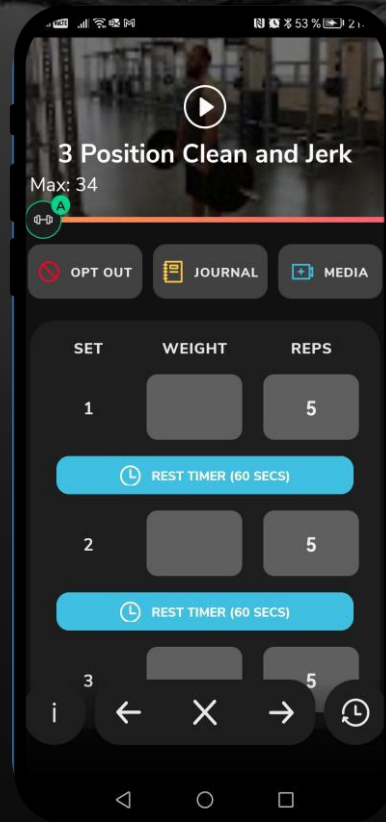 53 %
3 Position Clean and Jerk
Max: 34
A
OPT OUT JOURNAL MEDIA
SET WEIGHT REPS
1 5
REST TIMER (60 SECS)
2 5
REST TIMER (60 SECS)
3 5
i